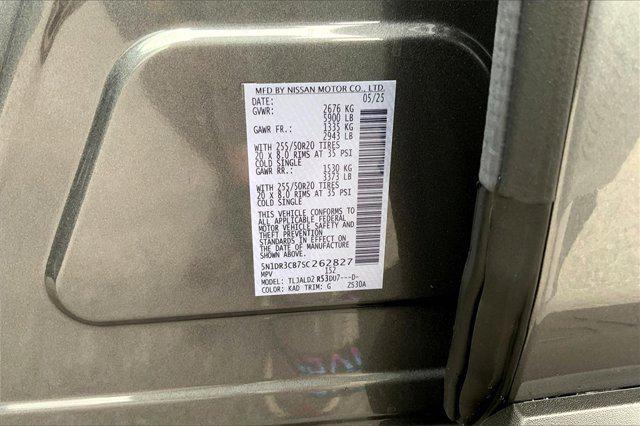 MFD BY NISSAN MOTOR CO., LTD.
DATE: 05/25
GVWR: 2676 KG
5900 LB
GAWR FR.: 1335 KG
2943 LB
WITH 255/50R20 TIRES
20 x 8.0 RIMS AT 35 PSI
COLD SINGLE
GAWR RR.: 1530 KG
3373 LB
WITH 255/50R20 TIRES
20 x 8.0 RIMS AT 35 PSI
COLD SINGLE
THIS VEHICLE CONFORMS TO
ALL APPLICABLE FEDERAL
MOTOR VEHICLE SAFETY AND
THEFT PREVENTION
STANDARDS IN EFFECT ON
THE DATE OF MANUFACTURE
SHOWN ABOVE.
5N1DR3CB7SC262827
MPV 152
MODEL: TLJALD2 R53DU7---D-
COLOR: KAD TRIM: G ZS3DA